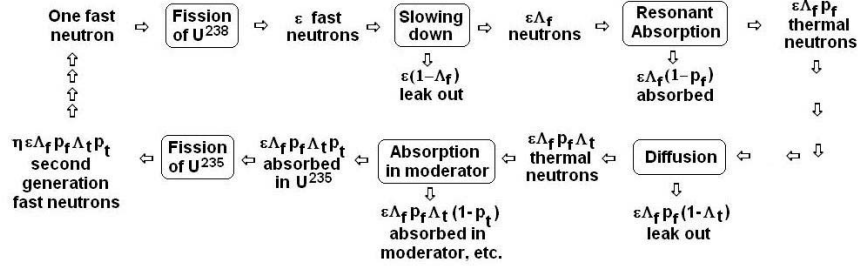 One fast
neutron
Fission
of U²³⁸
ε fast
neutrons
Slowing
down
εΛf
neutrons
Resonant
Absorption
εΛf pf
thermal
neutrons
ε(1−Λf)
leak out
εΛf(1−pf)
absorbed
ηεΛf pf Λt pt
second
generation
fast neutrons
Fission
of U²³⁵
εΛf pf Λt pt
absorbed
in U²³⁵
Absorption
in moderator
εΛf pf Λt
thermal
neutrons
Diffusion
εΛf pf Λt (1-pt)
absorbed in
moderator, etc.
εΛf pf(1-Λt)
leak out